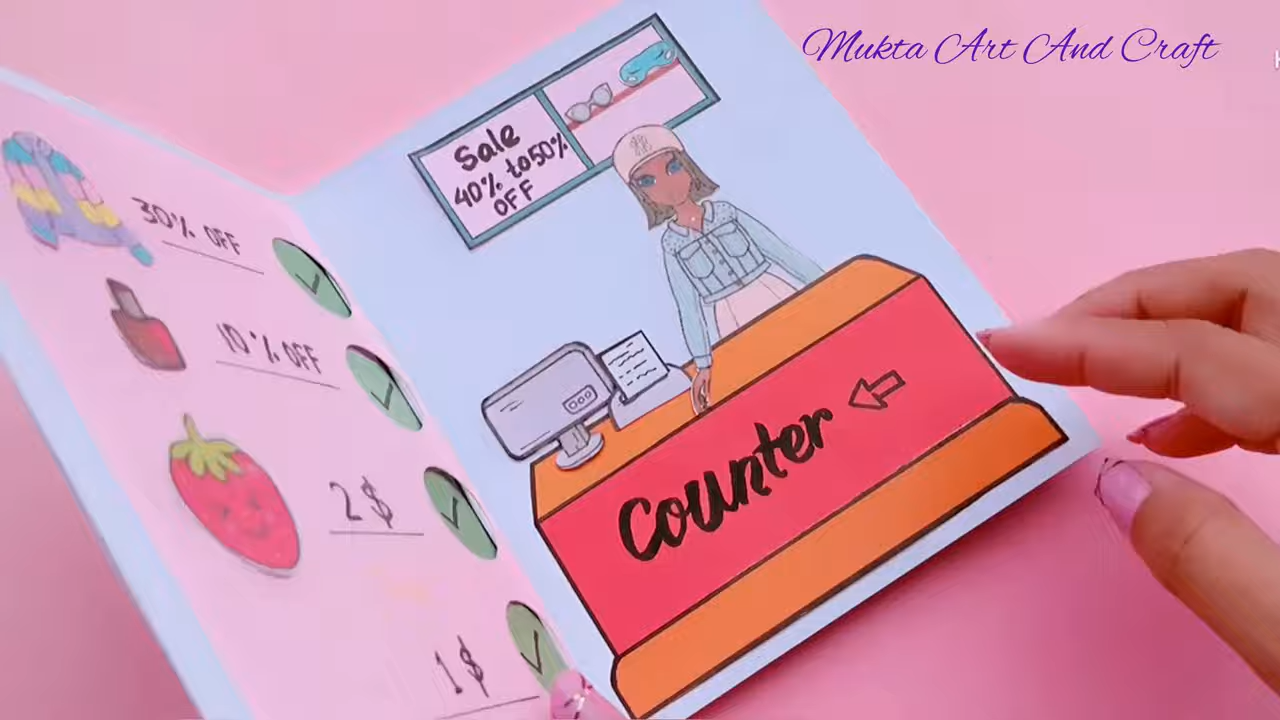 Mukta Art And Craft
Sale
40% to 50%
OFF
30% OFF
10% OFF
2$
1$
Counter